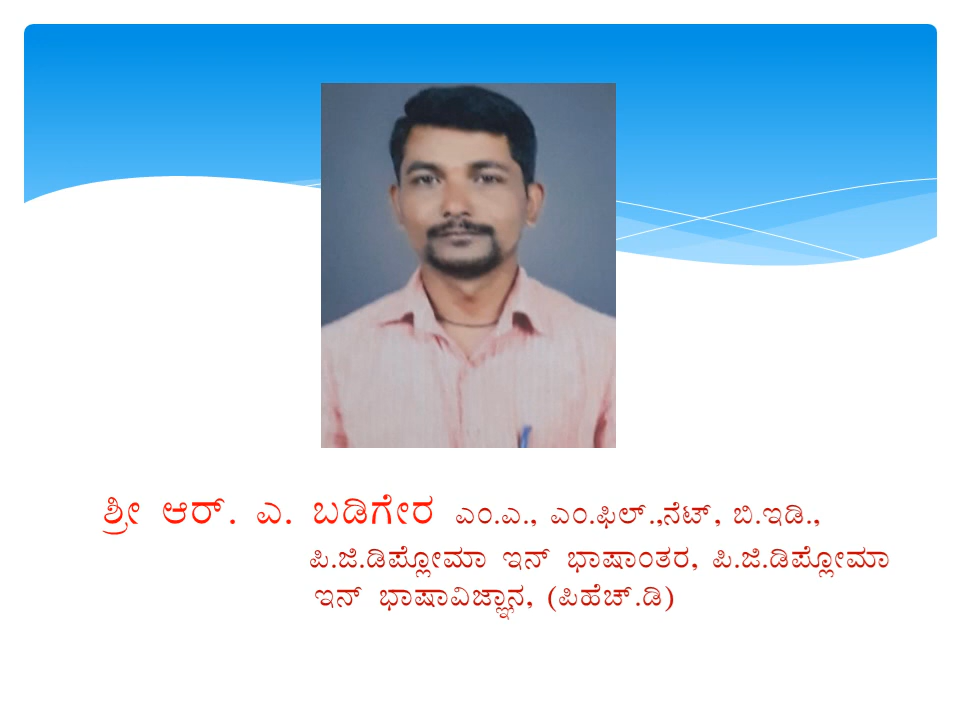 ಶ್ರೀ ಆರ್. ಎ. ಬಡಿಗೇರ ಎಂ.ಎ., ಎಂ.ಫಿಲ್.,ನೆಟ್, ಬಿ.ಇಡಿ.,
ಪಿ.ಜಿ.ಡಿಪ್ಲೋಮಾ ಇನ್ ಭಾಷಾಂತರ, ಪಿ.ಜಿ.ಡಿಪ್ಲೋಮಾ
ಇನ್ ಭಾಷಾವಿಜ್ಞಾನ, (ಪಿಹೆಚ್.ಡಿ)